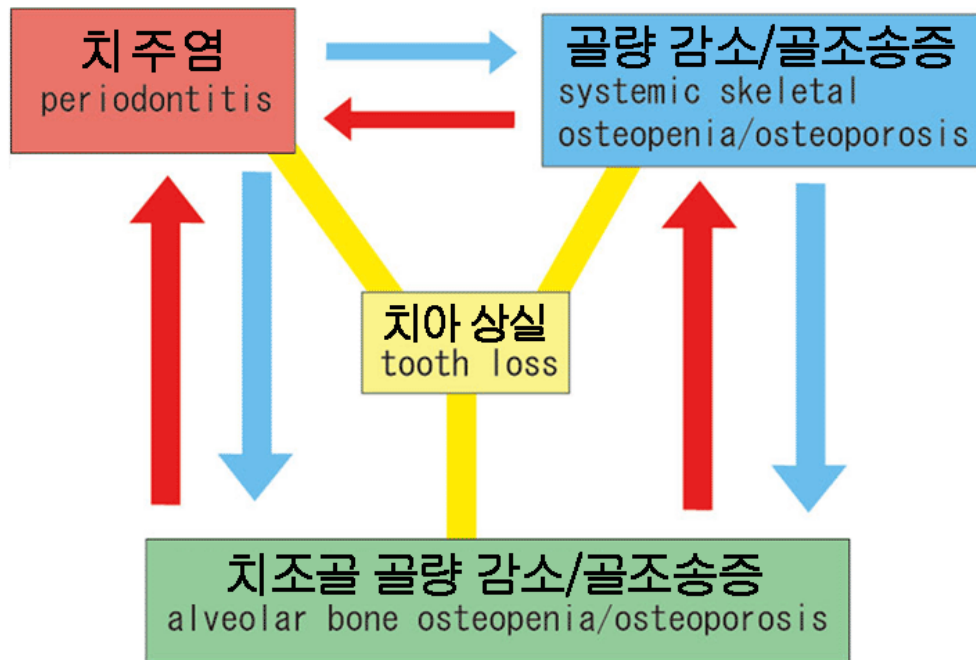 치주염
periodontitis
골량 감소/골조송증
systemic skeletal
osteopenia/osteoporosis
치아 상실
tooth loss
치조골 골량 감소/골조송증
alveolar bone osteopenia/osteoporosis